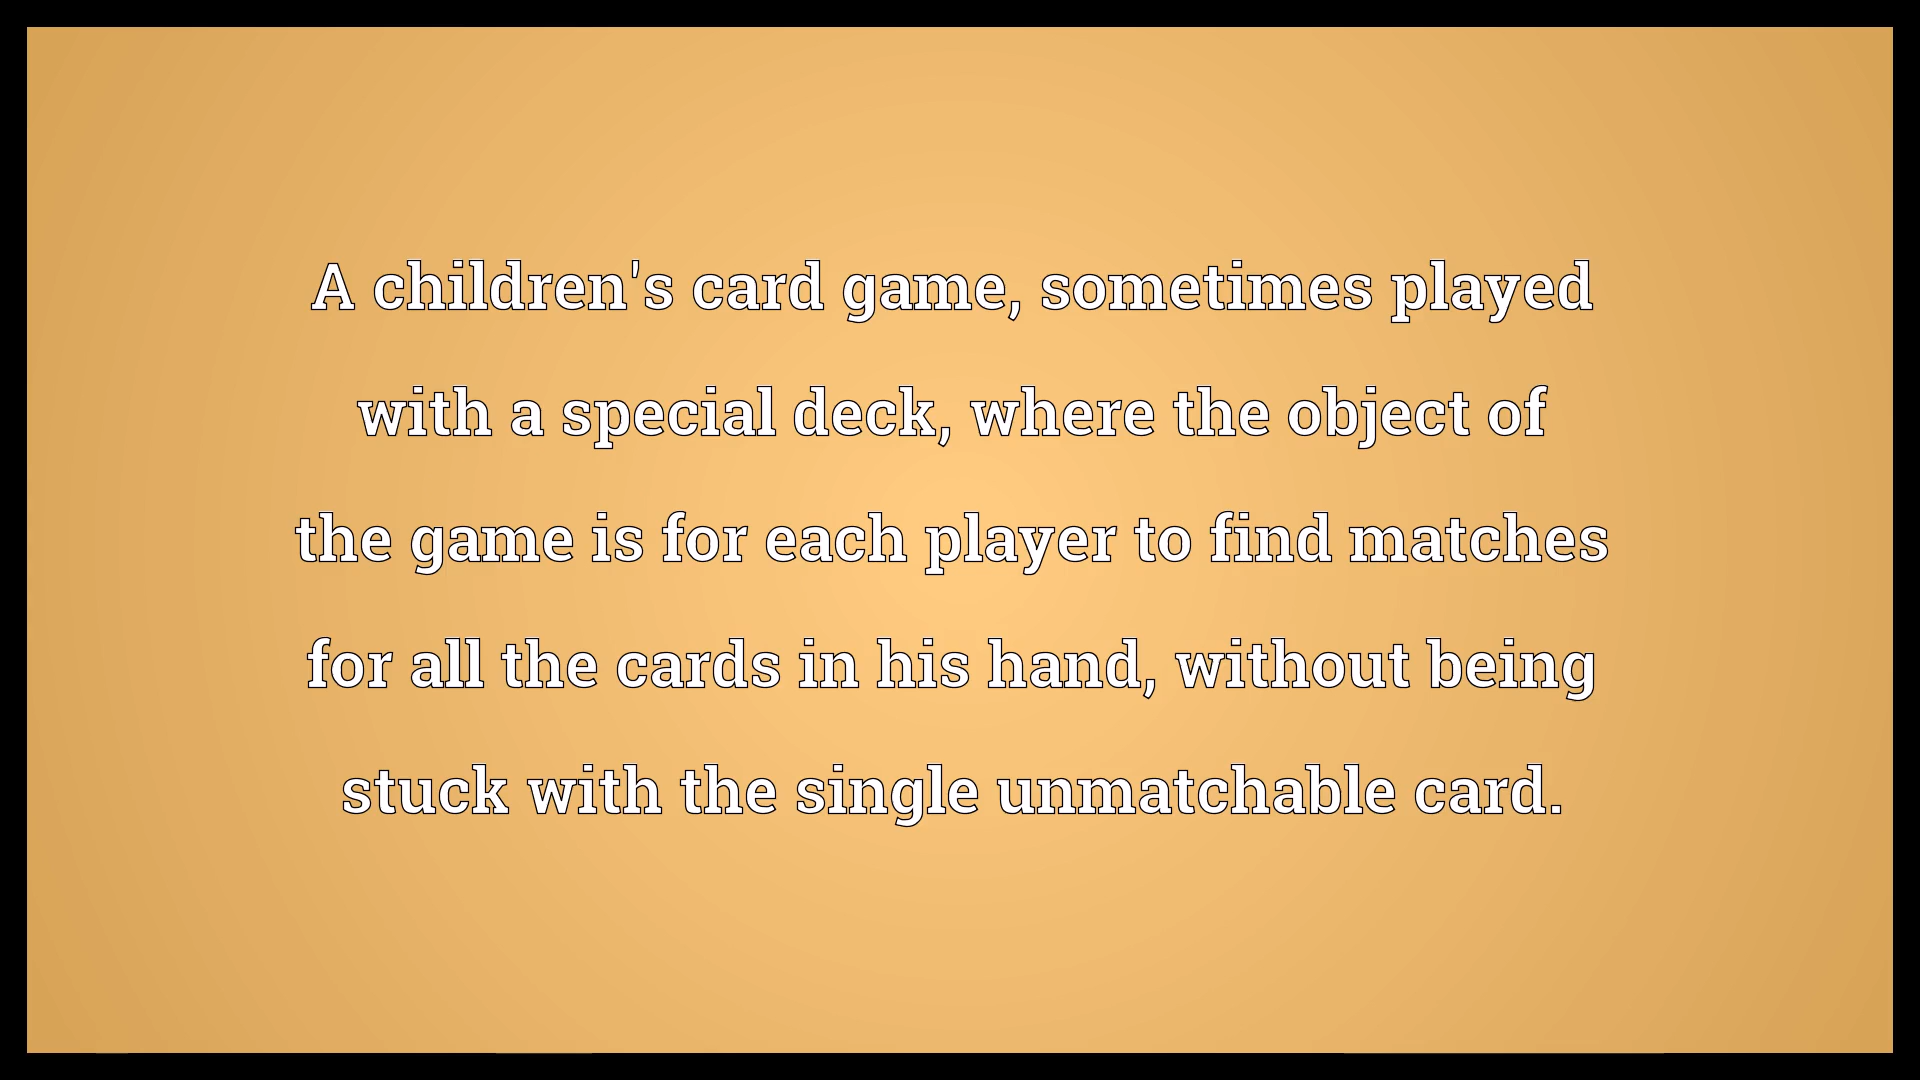 A children's card game, sometimes played
with a special deck, where the object of
the game is for each player to find matches
for all the cards in his hand, without being
stuck with the single unmatchable card.